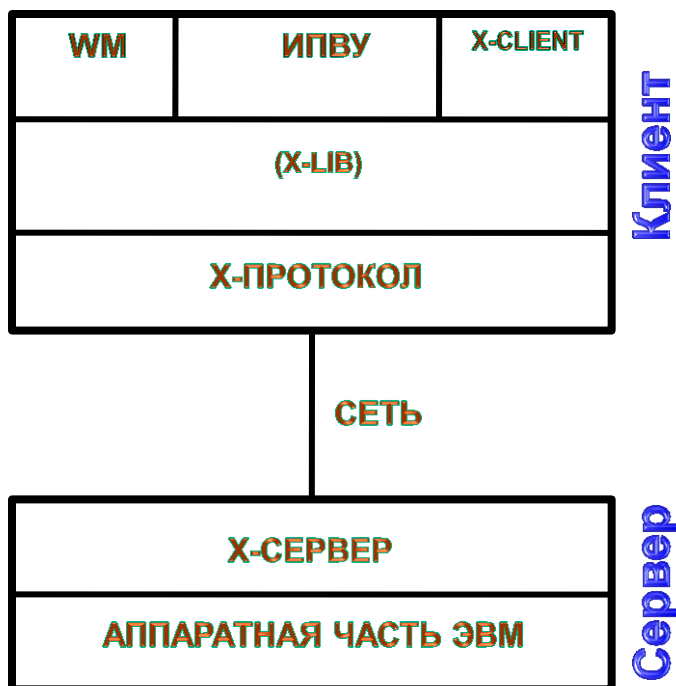 WM
ИПВУ
X-CLIENT
(X-LIB)
X-ПРОТОКОЛ
Клиент
СЕТЬ
X-СЕРВЕР
АППАРАТНАЯ ЧАСТЬ ЭВМ
Сервер